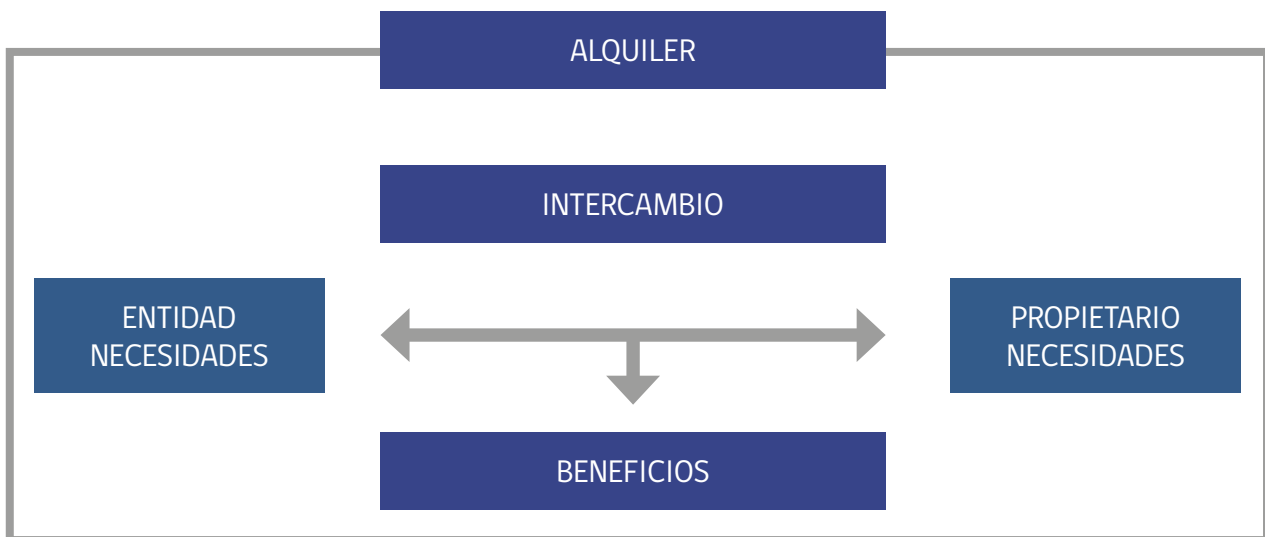 ALQUILER
INTERCAMBIO
ENTIDAD
NECESIDADES
PROPIETARIO
NECESIDADES
BENEFICIOS